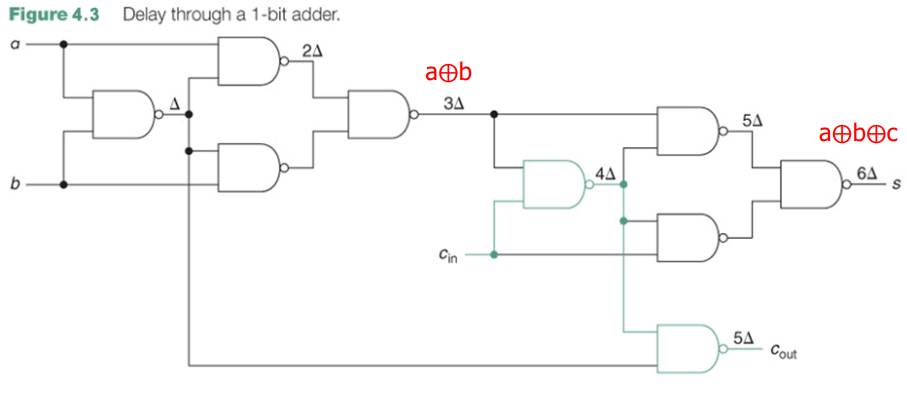 Figure 4.3 Delay through a 1-bit adder.
a
2Δ
a⊕b
Δ
3Δ
5Δ
a⊕b⊕c
b
4Δ
6Δ
s
Cin
5Δ
Cout